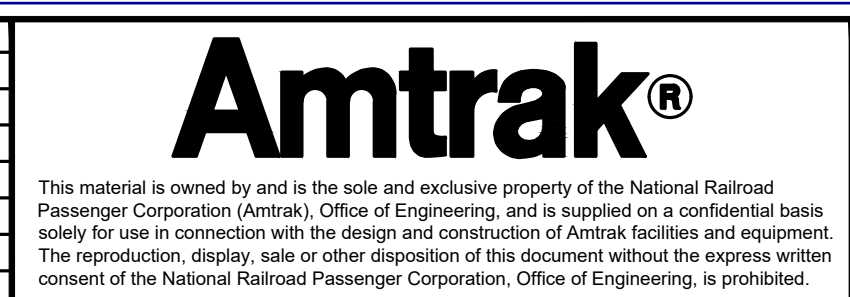 Amtrak®
This material is owned by and is the sole and exclusive property of the National Railroad
Passenger Corporation (Amtrak), Office of Engineering, and is supplied on a confidential basis
solely for use in connection with the design and construction of Amtrak facilities and equipment.
The reproduction, display, sale or other disposition of this document without the express written
consent of the National Railroad Passenger Corporation, Office of Engineering, is prohibited.